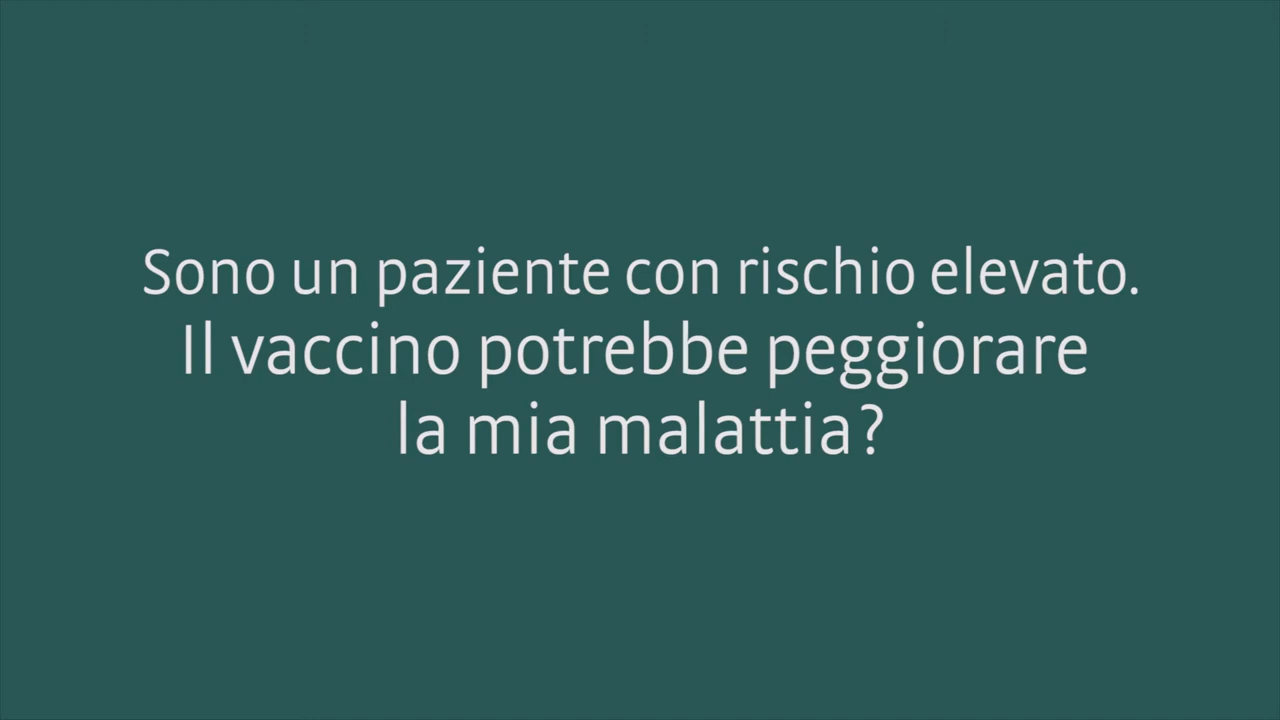 Sono un paziente con rischio elevato.
Il vaccino potrebbe peggiorare
la mia malattia?